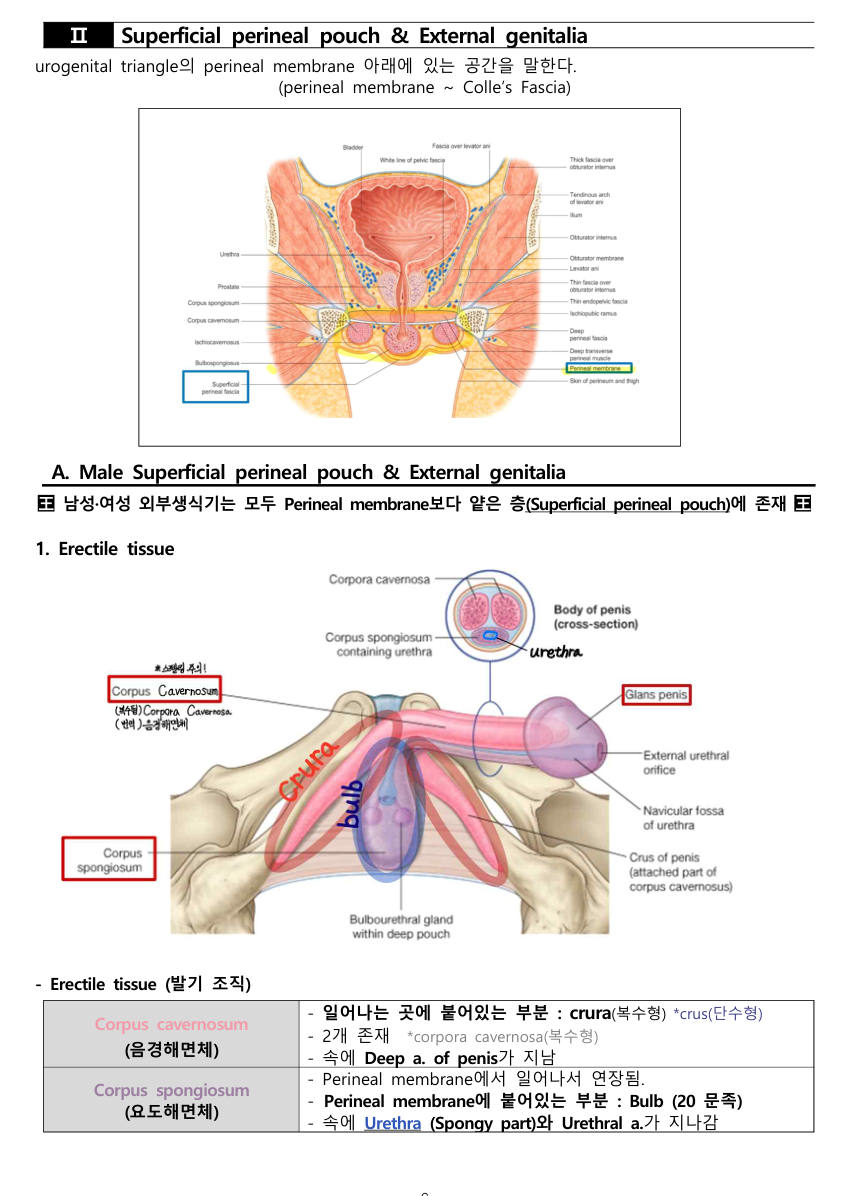 Ⅱ Superficial perineal pouch & External genitalia
urogenital triangle의 perineal membrane 아래에 있는 공간을 말한다.
(perineal membrane ~ Colle's Fascia)
Bladder
Fascia over levator ani
White line of pelvic fascia
Thick fascia over
obturator internus
Tendinous arch
of levator ani
Ilium
Obturator internus
Urethra
Obturator membrane
Levator ani
Thin fascia over
obturator internus
Prostate
Thin endopelvic fascia
Corpus spongiosum
Ischiopubic ramus
Corpus cavernosum
Deep
perineal fascia
Ischiocavernosus
Deep transverse
perineal muscle
Bulbospongiosus
Perineal membrane
Superficial
perineal fascia
Skin of perineum and thigh
A. Male Superficial perineal pouch & External genitalia
王 남성·여성 외부생식기는 모두 Perineal membrane보다 얕은 층(Superficial perineal pouch)에 존재 王
1. Erectile tissue
Corpora cavernosa
Body of penis
(cross-section)
Corpus spongiosum
containing urethra
urethra
*스펠링 주의!
Corpus Cavernosum
(복수형) Corpora Cavernosa
(번역) 음경해면체
Glans penis
Crura
bulb
External urethral
orifice
Navicular fossa
of urethra
Corpus
spongiosum
Crus of penis
(attached part of
corpus cavernosus)
Bulbourethral gland
within deep pouch
- Erectile tissue (발기 조직)
Corpus cavernosum
(음경해면체)
- 일어나는 곳에 붙어있는 부분 : crura(복수형) *crus(단수형)
- 2개 존재 *corpora cavernosa(복수형)
- 속에 Deep a. of penis가 지남
Corpus spongiosum
(요도해면체)
- Perineal membrane에서 일어나서 연장됨.
- Perineal membrane에 붙어있는 부분 : Bulb (20 문족)
- 속에 Urethra (Spongy part)와 Urethral a.가 지나감